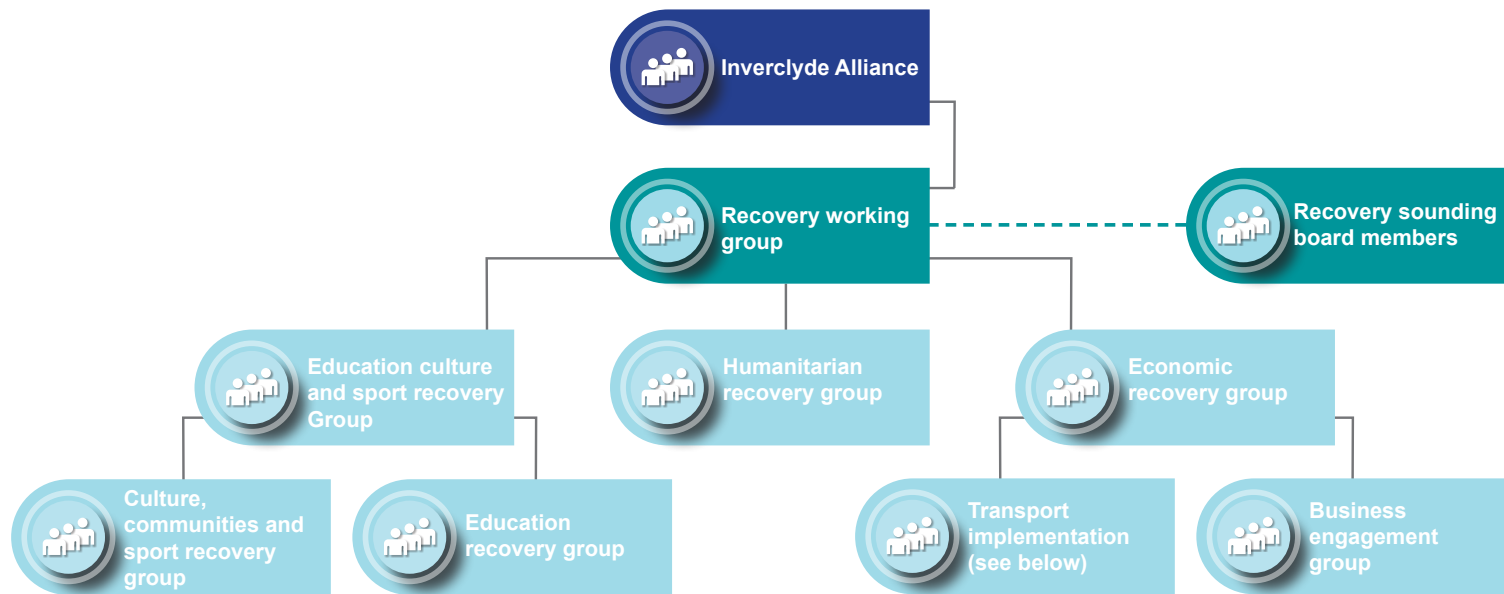 Inverclyde Alliance
Recovery working
group
Recovery sounding
board members
Education culture
and sport recovery
Group
Humanitarian
recovery group
Economic
recovery group
Culture,
communities and
sport recovery
group
Education
recovery group
Transport
implementation
(see below)
Business
engagement
group